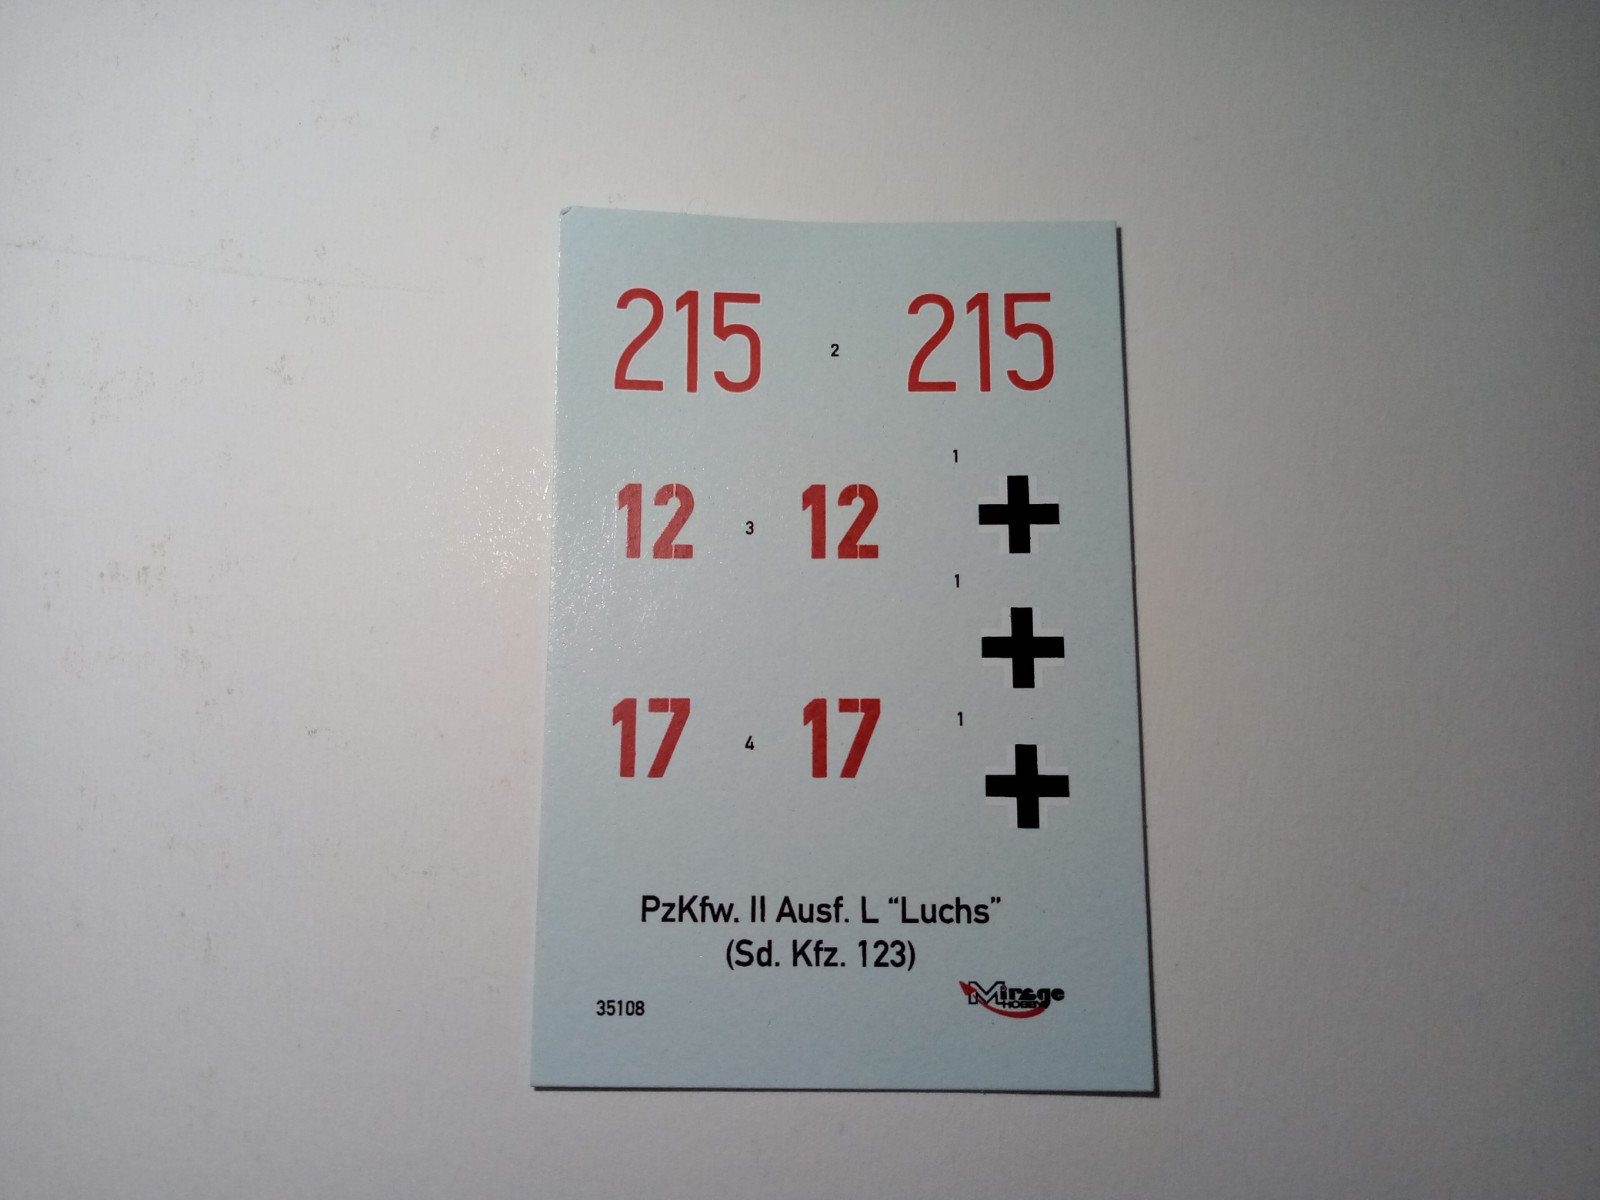 215 2 215
1
12 3 12
1
17 4 17
1
PzKfw. II Ausf. L “Luchs”
(Sd. Kfz. 123)
35108
Mirage
HOBBY